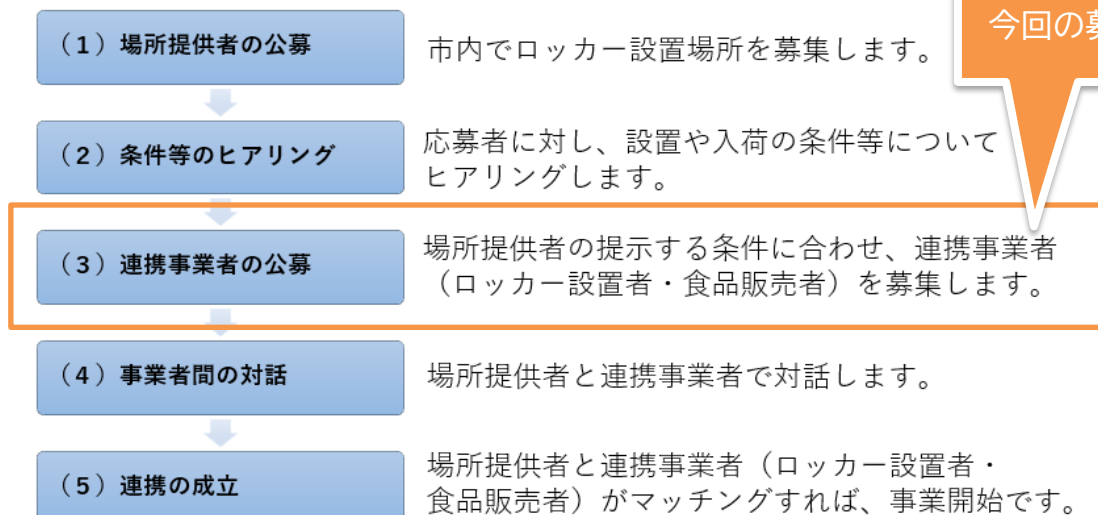 今回の募
（1）場所提供者の公募
市内でロッカー設置場所を募集します。
（2）条件等のヒアリング
応募者に対し、設置や入荷の条件等について
ヒアリングします。
（3）連携事業者の公募
場所提供者の提示する条件に合わせ、連携事業者
（ロッカー設置者・食品販売者）を募集します。
（4）事業者間の対話
場所提供者と連携事業者で対話します。
（5）連携の成立
場所提供者と連携事業者（ロッカー設置者・
食品販売者）がマッチングすれば、事業開始です。